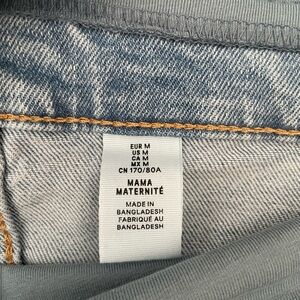 EUR M
US M
CA M
MX M
CN 170/80A
MAMA
MATERNITÉ
MADE IN
BANGLADESH
FABRIQUÉ AU
BANGLADESH